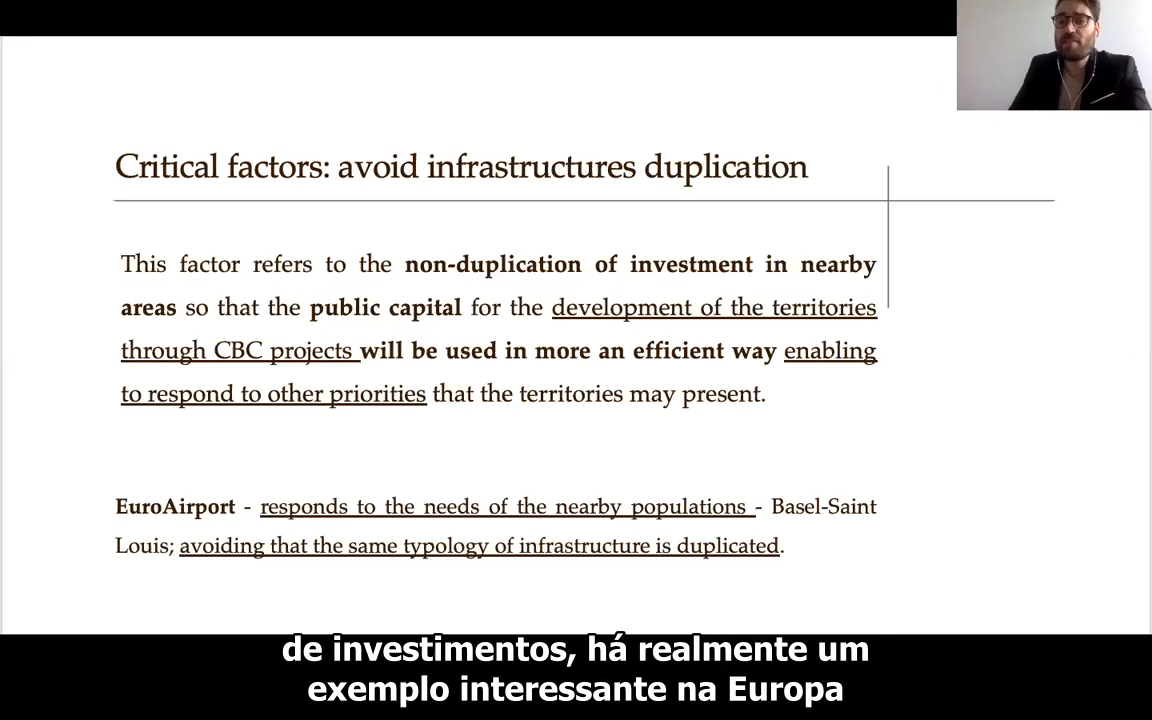 Critical factors: avoid infrastructures duplication
This factor refers to the non-duplication of investment in nearby
areas so that the public capital for the development of the territories
through CBC projects will be used in more an efficient way enabling
to respond to other priorities that the territories may present.
EuroAirport - responds to the needs of the nearby populations - Basel-Saint
Louis; avoiding that the same typology of infrastructure is duplicated.
de investimentos, há realmente um
exemplo interessante na Europa